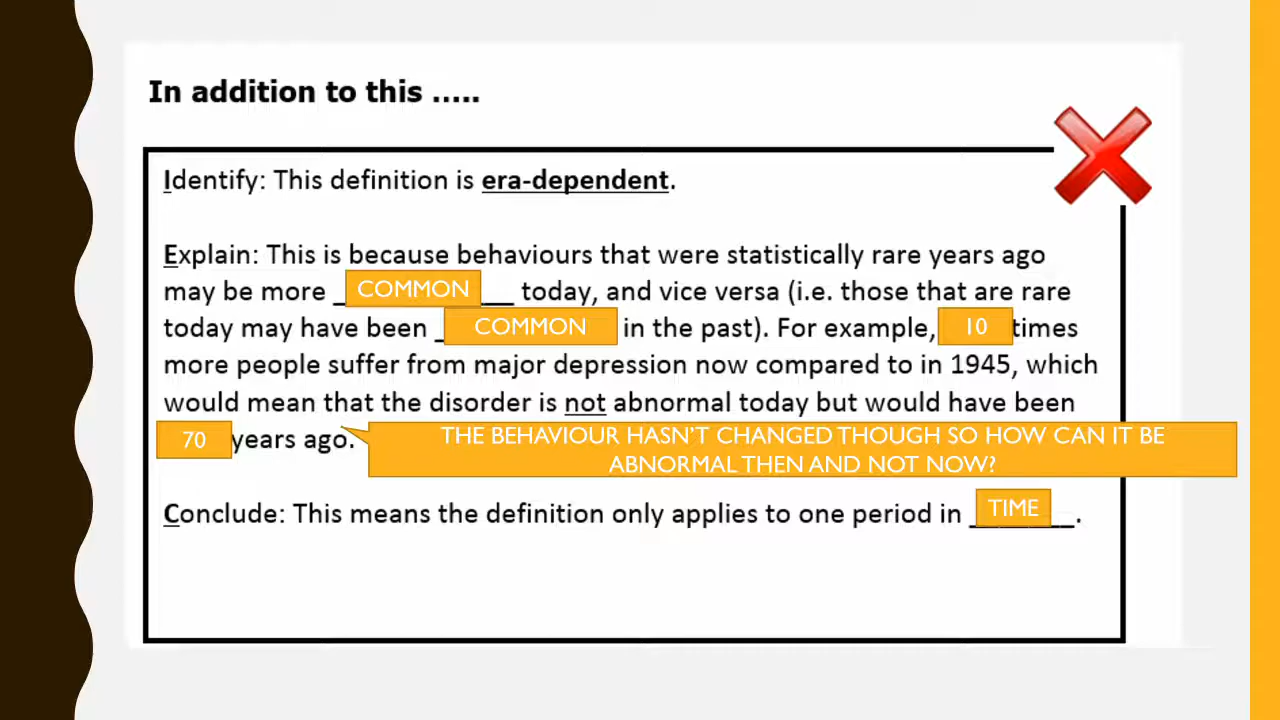 In addition to this .....
Identify: This definition is era-dependent.
Explain: This is because behaviours that were statistically rare years ago
may be more _ COMMON __ today, and vice versa (i.e. those that are rare
today may have been _ COMMON in the past). For example, 10 times
more people suffer from major depression now compared to in 1945, which
would mean that the disorder is not abnormal today but would have been
70 years ago.
THE BEHAVIOUR HASN'T CHANGED THOUGH SO HOW CAN IT BE
ABNORMAL THEN AND NOT NOW?
Conclude: This means the definition only applies to one period in TIME.